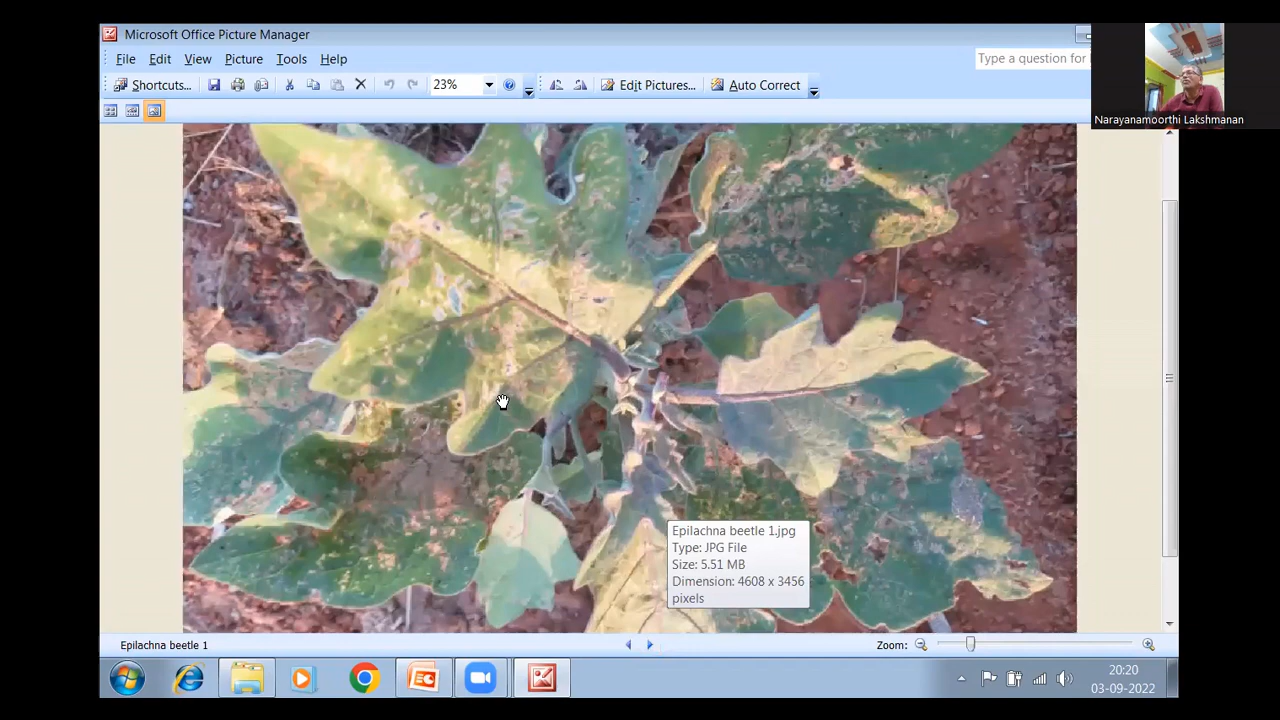 Microsoft Office Picture Manager
File Edit View Picture Tools Help
Type a question for
Shortcuts...
23%
Edit Pictures...
Auto Correct
Narayanamoorthi Lakshmanan
Epilachna beetle 1.jpg
Type: JPG File
Size: 5.51 MB
Dimension: 4608 x 3456
pixels
Epilachna beetle 1
Zoom:
20:20
03-09-2022